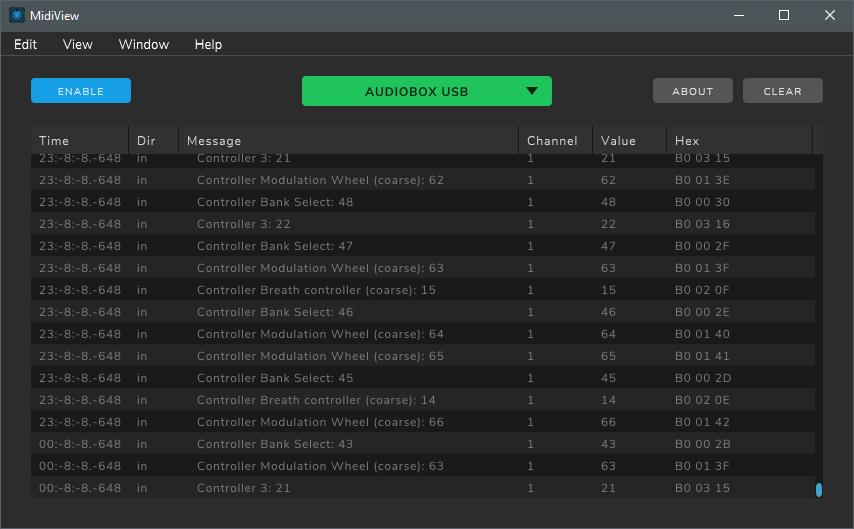 MidiView
Edit View Window Help
ENABLE AUDIOBOX USB ABOUT CLEAR
Time Dir Message Channel Value Hex
23:-8:-8.-648 in Controller 3: 21 1 21 B0 03 15
23:-8:-8.-648 in Controller Modulation Wheel (coarse): 62 1 62 B0 01 3E
23:-8:-8.-648 in Controller Bank Select: 48 1 48 B0 00 30
23:-8:-8.-648 in Controller 3: 22 1 22 B0 03 16
23:-8:-8.-648 in Controller Bank Select: 47 1 47 B0 00 2F
23:-8:-8.-648 in Controller Modulation Wheel (coarse): 63 1 63 B0 01 3F
23:-8:-8.-648 in Controller Breath controller (coarse): 15 1 15 B0 02 0F
23:-8:-8.-648 in Controller Bank Select: 46 1 46 B0 00 2E
23:-8:-8.-648 in Controller Modulation Wheel (coarse): 64 1 64 B0 01 40
23:-8:-8.-648 in Controller Modulation Wheel (coarse): 65 1 65 B0 01 41
23:-8:-8.-648 in Controller Bank Select: 45 1 45 B0 00 2D
23:-8:-8.-648 in Controller Breath controller (coarse): 14 1 14 B0 02 0E
23:-8:-8.-648 in Controller Modulation Wheel (coarse): 66 1 66 B0 01 42
00:-8:-8.-648 in Controller Bank Select: 43 1 43 B0 00 2B
00:-8:-8.-648 in Controller Modulation Wheel (coarse): 63 1 63 B0 01 3F
00:-8:-8.-648 in Controller 3: 21 1 21 B0 03 15